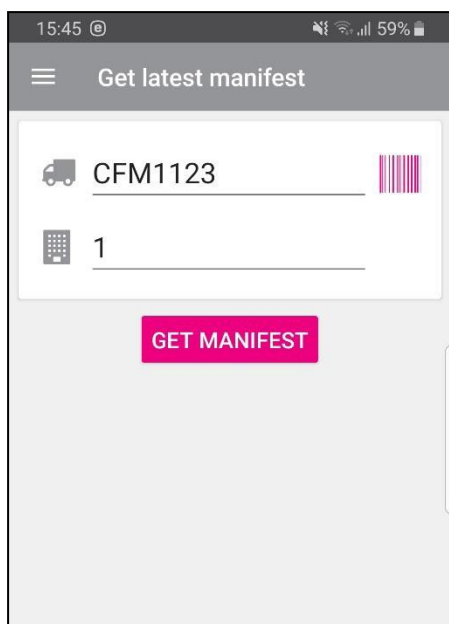 15:45 59%
Get latest manifest
CFM1123
1
GET MANIFEST